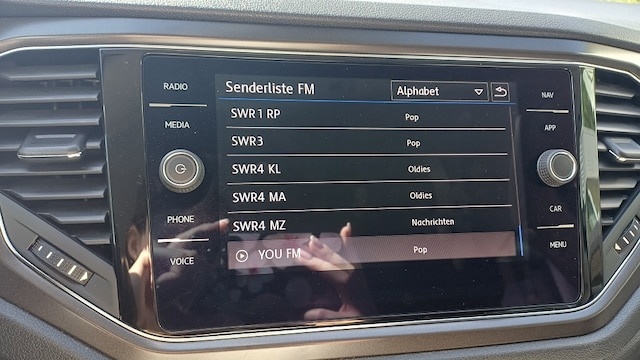 RADIO
MEDIA
PHONE
VOICE
Senderliste FM Alphabet
SWR1 RP Pop
SWR3 Pop
SWR4 KL Oldies
SWR4 MA Oldies
SWR4 MZ Nachrichten
YOU FM Pop
NAV
APP
CAR
MENU